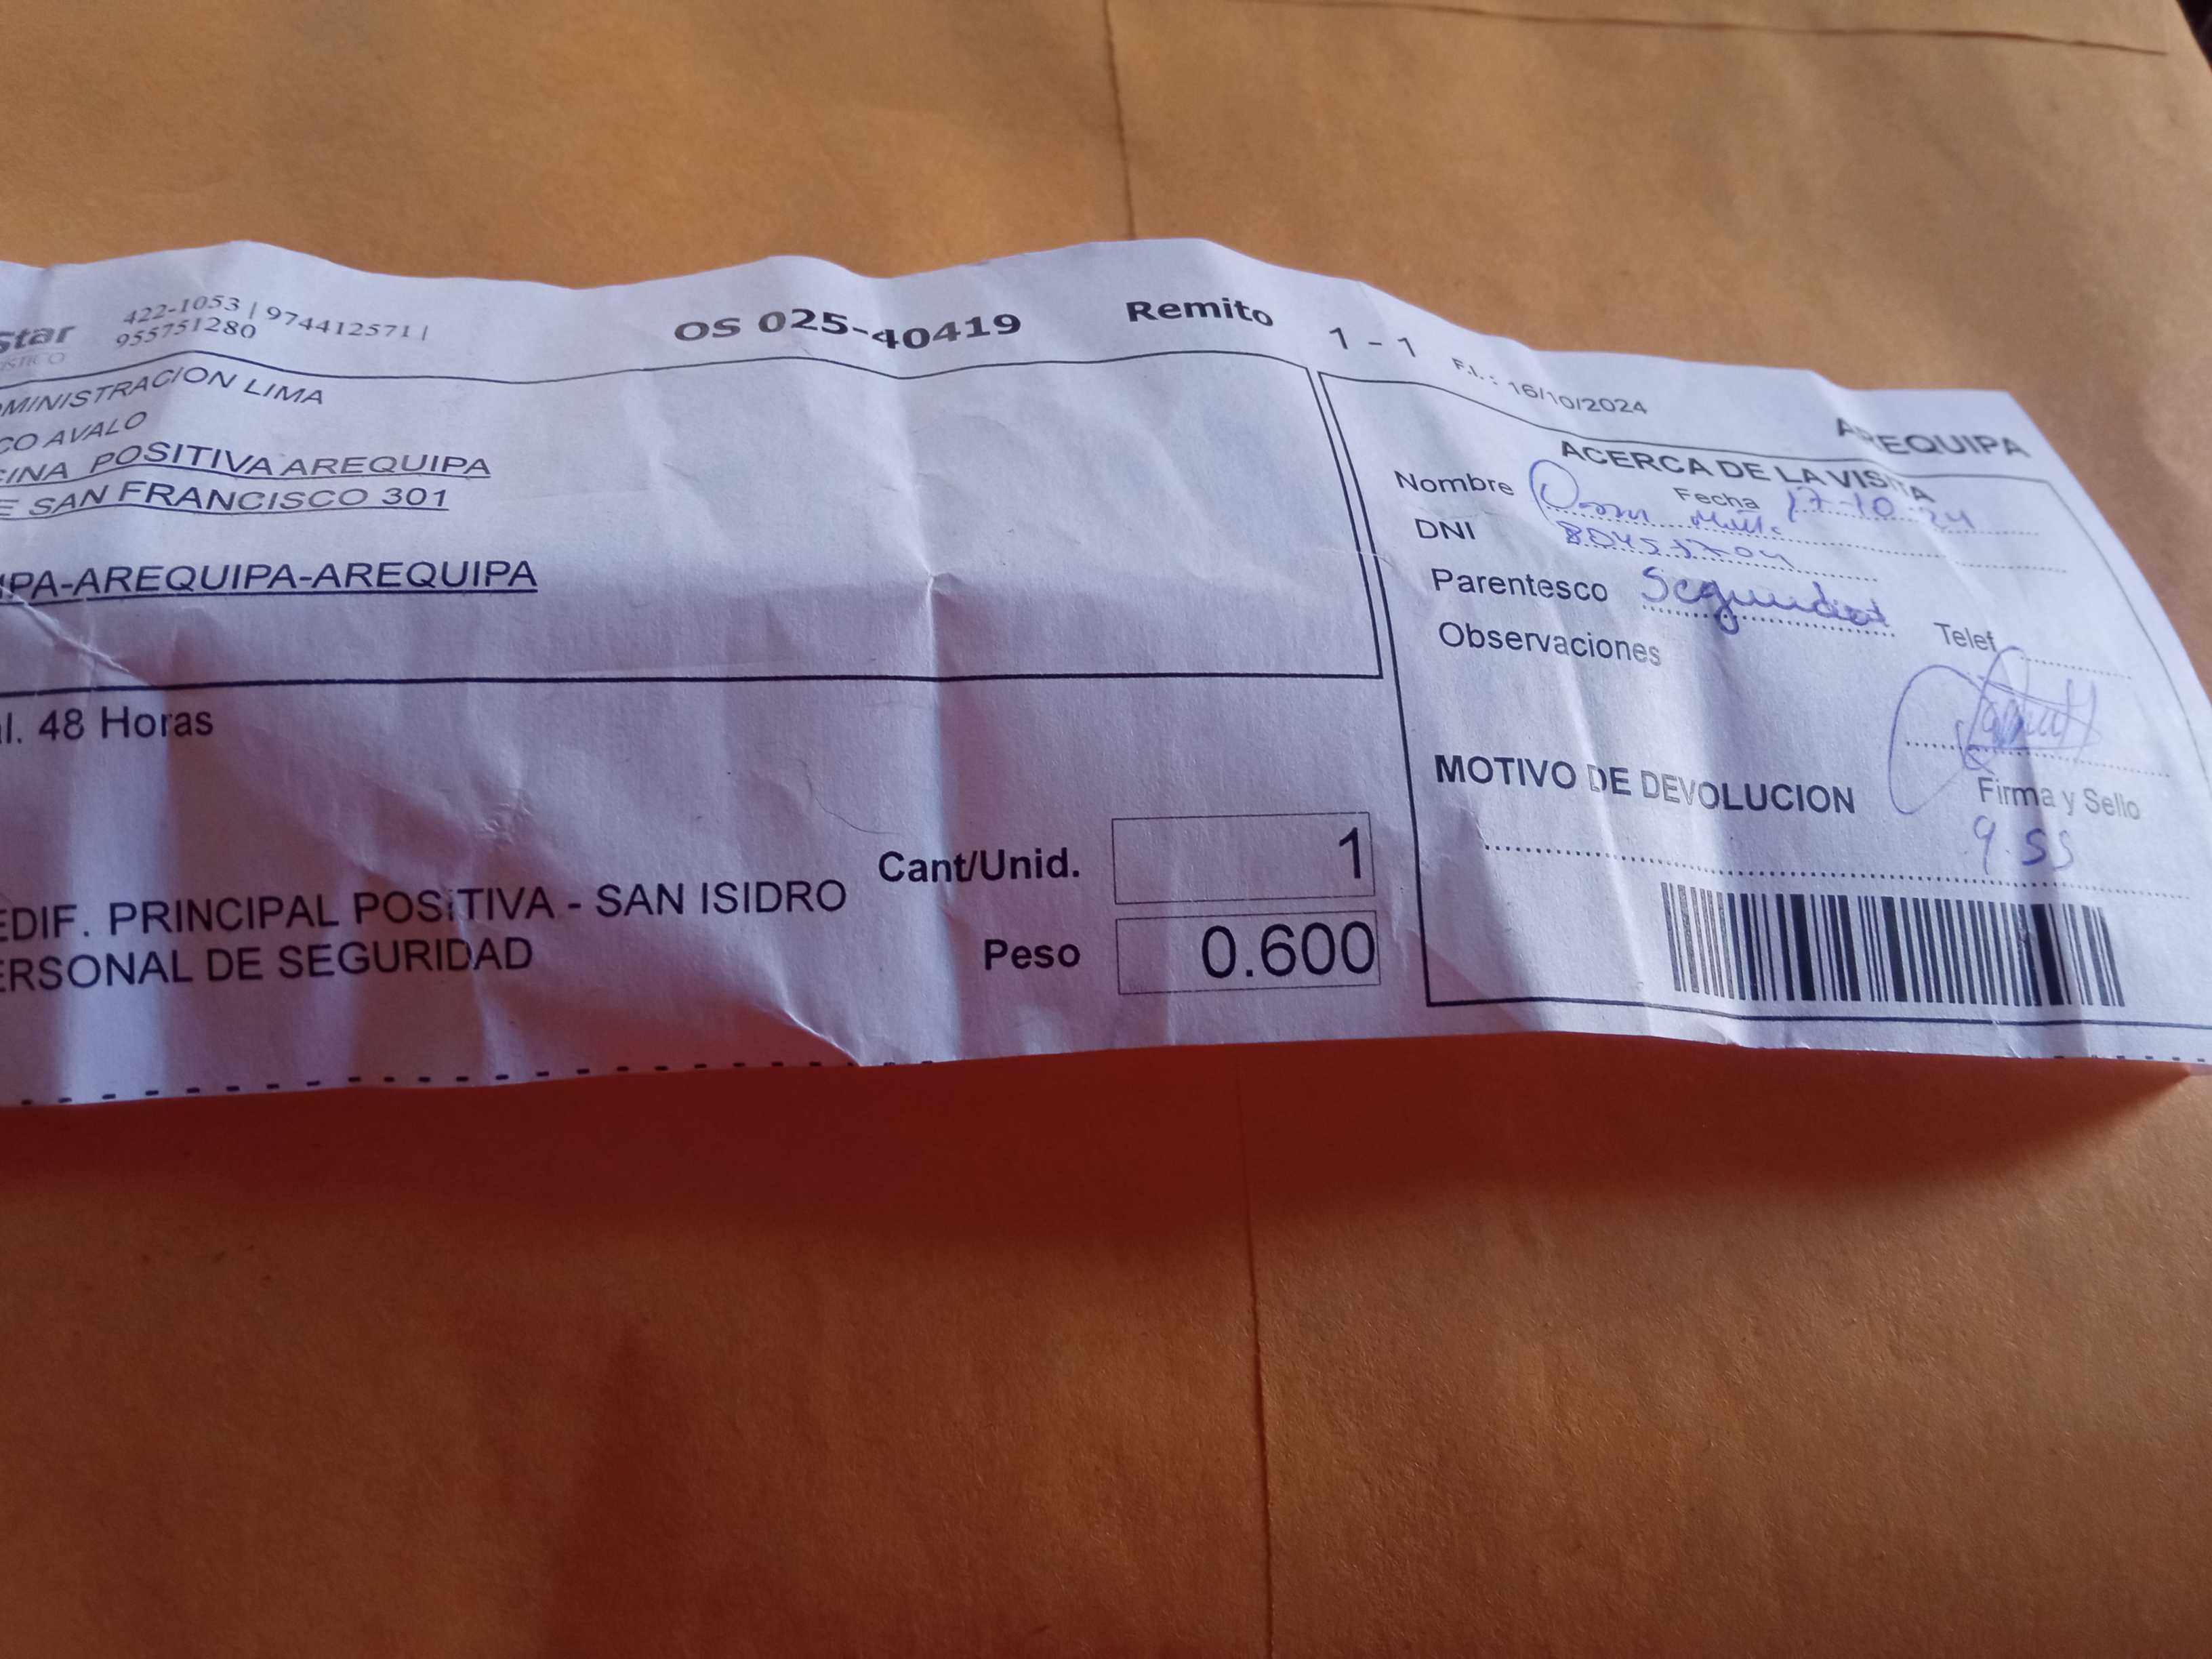 Star
422-1053 | 974412571 |
955751280
OS 025-40419
Remito
1 - 1
F.I. : 16/10/2024
AREQUIPA
MINISTRACION LIMA
CO AVALO
INA POSITIVA AREQUIPA
E SAN FRANCISCO 301
PA-AREQUIPA-AREQUIPA
l. 48 Horas
EDIF. PRINCIPAL POSITIVA - SAN ISIDRO
ERSONAL DE SEGURIDAD
Cant/Unid. 1
Peso 0.600
ACERCA DE LA VISITA
Fecha 17-10-24
Nombre
DNI
Parentesco
Telef
Observaciones
Firma y Sello
MOTIVO DE DEVOLUCION
9.55